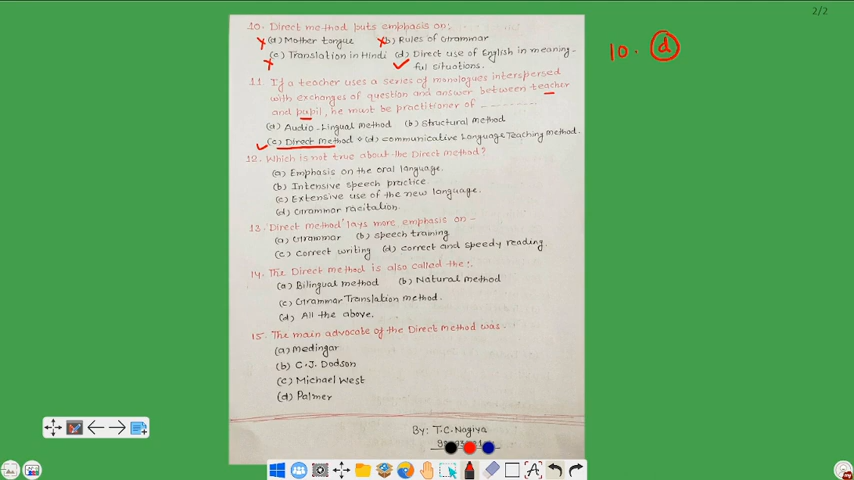 2/2
10. Direct method puts emphasis on:
(a) Mother tongue (b) Rules of Grammar
(c) Translation in Hindi (d) Direct use of English in meaning-
ful situations.
10. (d)
11. If a teacher uses a series of monologues interspersed
with exchanges of question and answer between teacher
and pupil, he must be practitioner of ---------
(a) Audio-Lingual method (b) Structural method
(c) Direct method (d) communicative Language Teaching method.
12. Which is not true about the Direct method?
(a) Emphasis on the oral language.
(b) Intensive speech practice
(c) Extensive use of the new language.
(d) Grammar racitation.
13. Direct method lays more emphasis on -
(a) Grammar (b) speech training
(c) correct writing (d) correct and speedy reading.
14. The Direct method is also called the:
(a) Bilingual method (b) Natural method
(c) Grammar Translation method.
(d) All the above.
15. The main advocate of the Direct Method was.
(a) Medingar
(b) C.J. Dodson
(c) Michael West
(d) Palmer
By: T.C. Nogiya